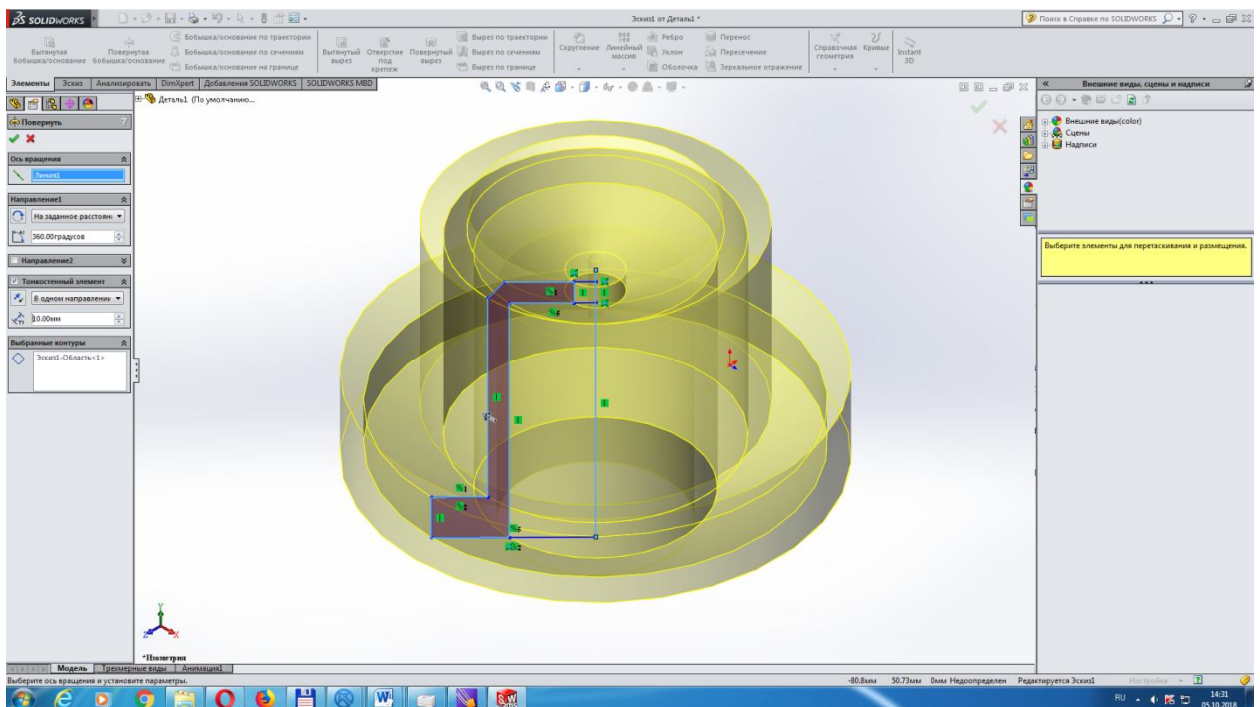 SOLIDWORKS
Эскиз1 от Деталь1 *
Поиск в Справке по SOLIDWORKS
Вытянутая бобышка/основание
Повернутая бобышка/основание
Бобышка/основание по траектории
Бобышка/основание по сечениям
Бобышка/основание на границе
Вытянутый вырез
Отверстие под крепеж
Повернутый вырез
Вырез по траектории
Вырез по сечениям
Вырез по границе
Скругление
Линейный массив
Ребро
Уклон
Оболочка
Перенос
Пересечение
Зеркальное отражение
Справочная геометрия
Кривые
Instant 3D
Элементы Эскиз Анализировать DimXpert Добавления SOLIDWORKS SOLIDWORKS MBD
Деталь1 (По умолчанию...
Повернуть
?
Ось вращения
Линия1
Направление1
На заданное расстояни
360.00градусов
Направление2
Тонкостенный элемент
В одном направлении
10.00мм
Выбранные контуры
Эскиз1-Область<1>
Внешние виды, сцены и надписи
Внешние виды(color)
Сцены
Надписи
Выберите элементы для перетаскивания и размещения.
Y
Z
X
*Изометрия
Модель Трехмерные виды Анимация1
Выберите ось вращения и установите параметры.
-80.8мм 50.73мм 0мм Недоопределен Редактируется Эскиз1 Настройка
RU
14:31
05.10.2018